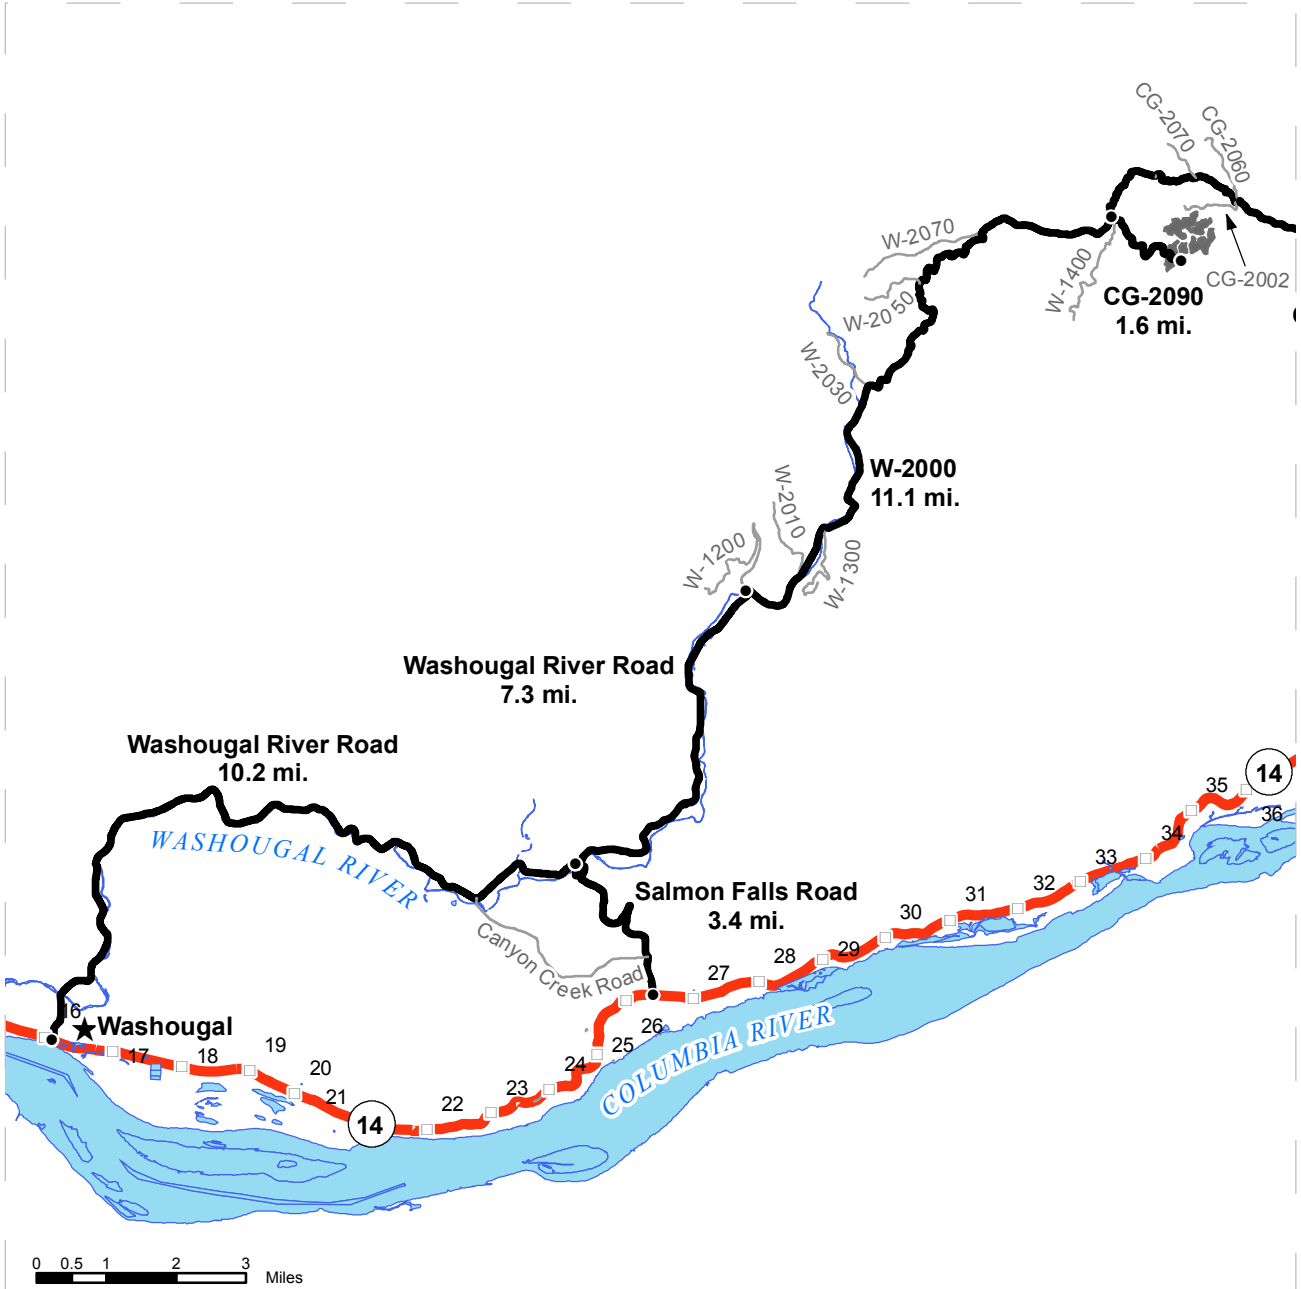 CG-2070
CG-2060
W-2070
W-1400
CG-2002
CG-2090
1.6 mi.
W-2050
W-2030
W-2000
11.1 mi.
W-2010
W-1200
W-1300
Washougal River Road
7.3 mi.
Washougal River Road
10.2 mi.
WASHOUGAL RIVER
14
35
36
34
33
32
31
30
29
28
27
26
25
24
23
22
21
20
19
18
17
16
Salmon Falls Road
3.4 mi.
Canyon Creek Road
Washougal
COLUMBIA RIVER
14
0 0.5 1 2 3 Miles